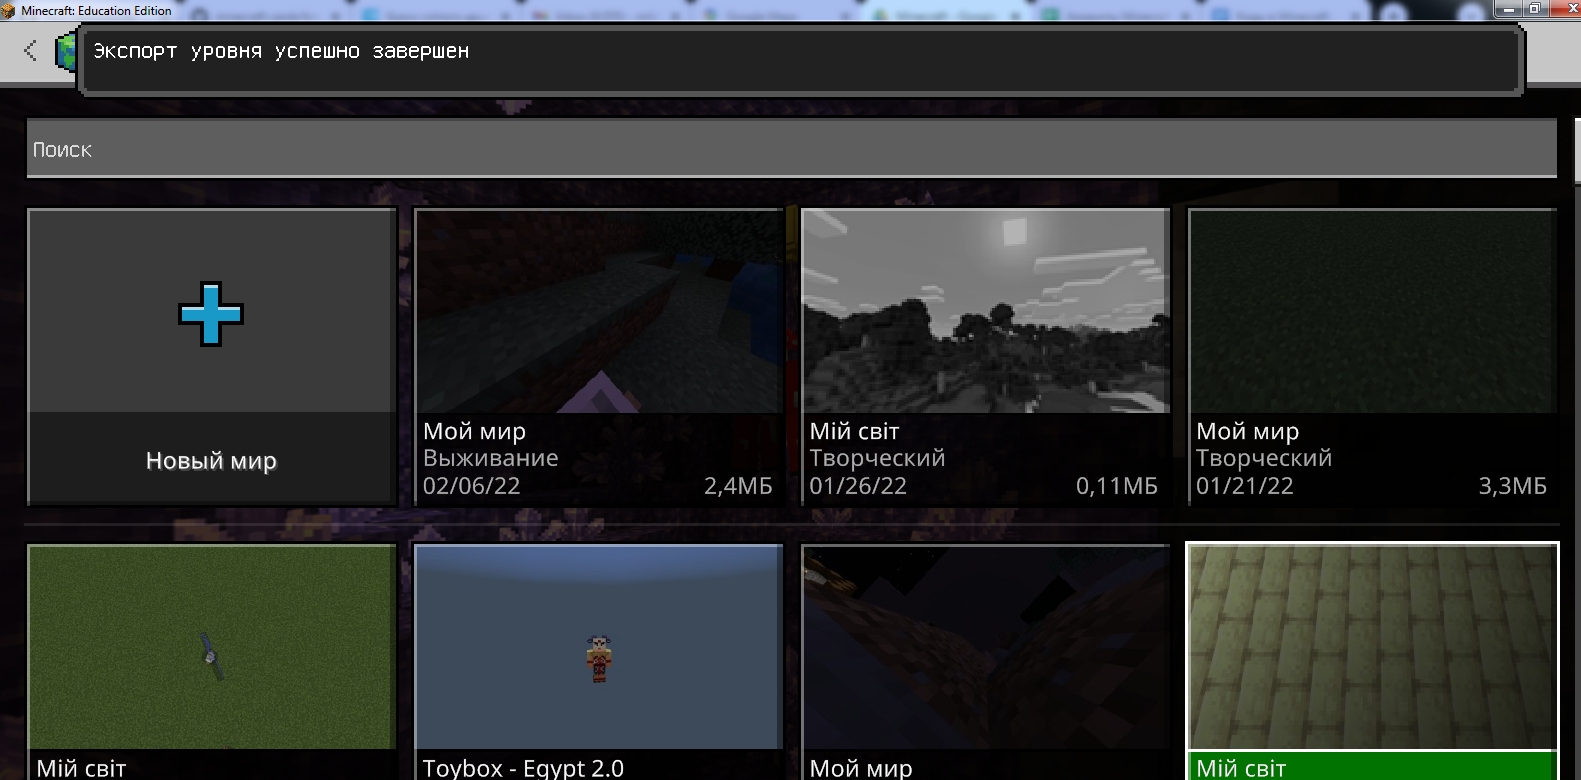 Minecraft: Education Edition
Экспорт уровня успешно завершен
Поиск
Новый мир
Мой мир
Выживание
02/06/22 2,4МБ
Мій світ
Творческий
01/26/22 0,11МБ
Мой мир
Творческий
01/21/22 3,3МБ
Мій світ
Toybox - Egypt 2.0
Мой мир
Мій світ